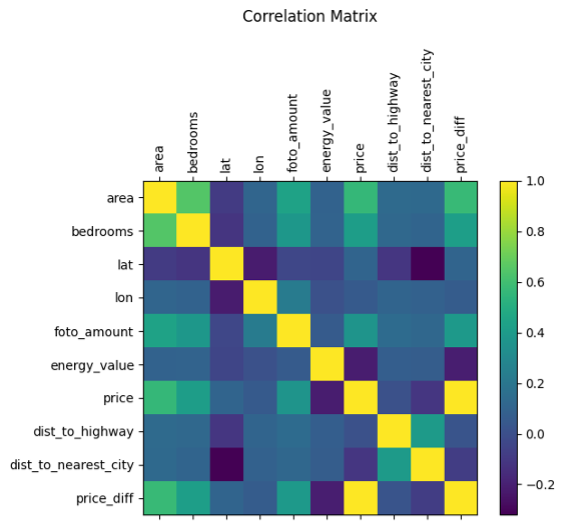 Correlation Matrix
area
bedrooms
lat
lon
foto_amount
energy_value
price
dist_to_highway
dist_to_nearest_city
price_diff
area
bedrooms
lat
lon
foto_amount
energy_value
price
dist_to_highway
dist_to_nearest_city
price_diff
1.0
0.8
0.6
0.4
0.2
0.0
−0.2